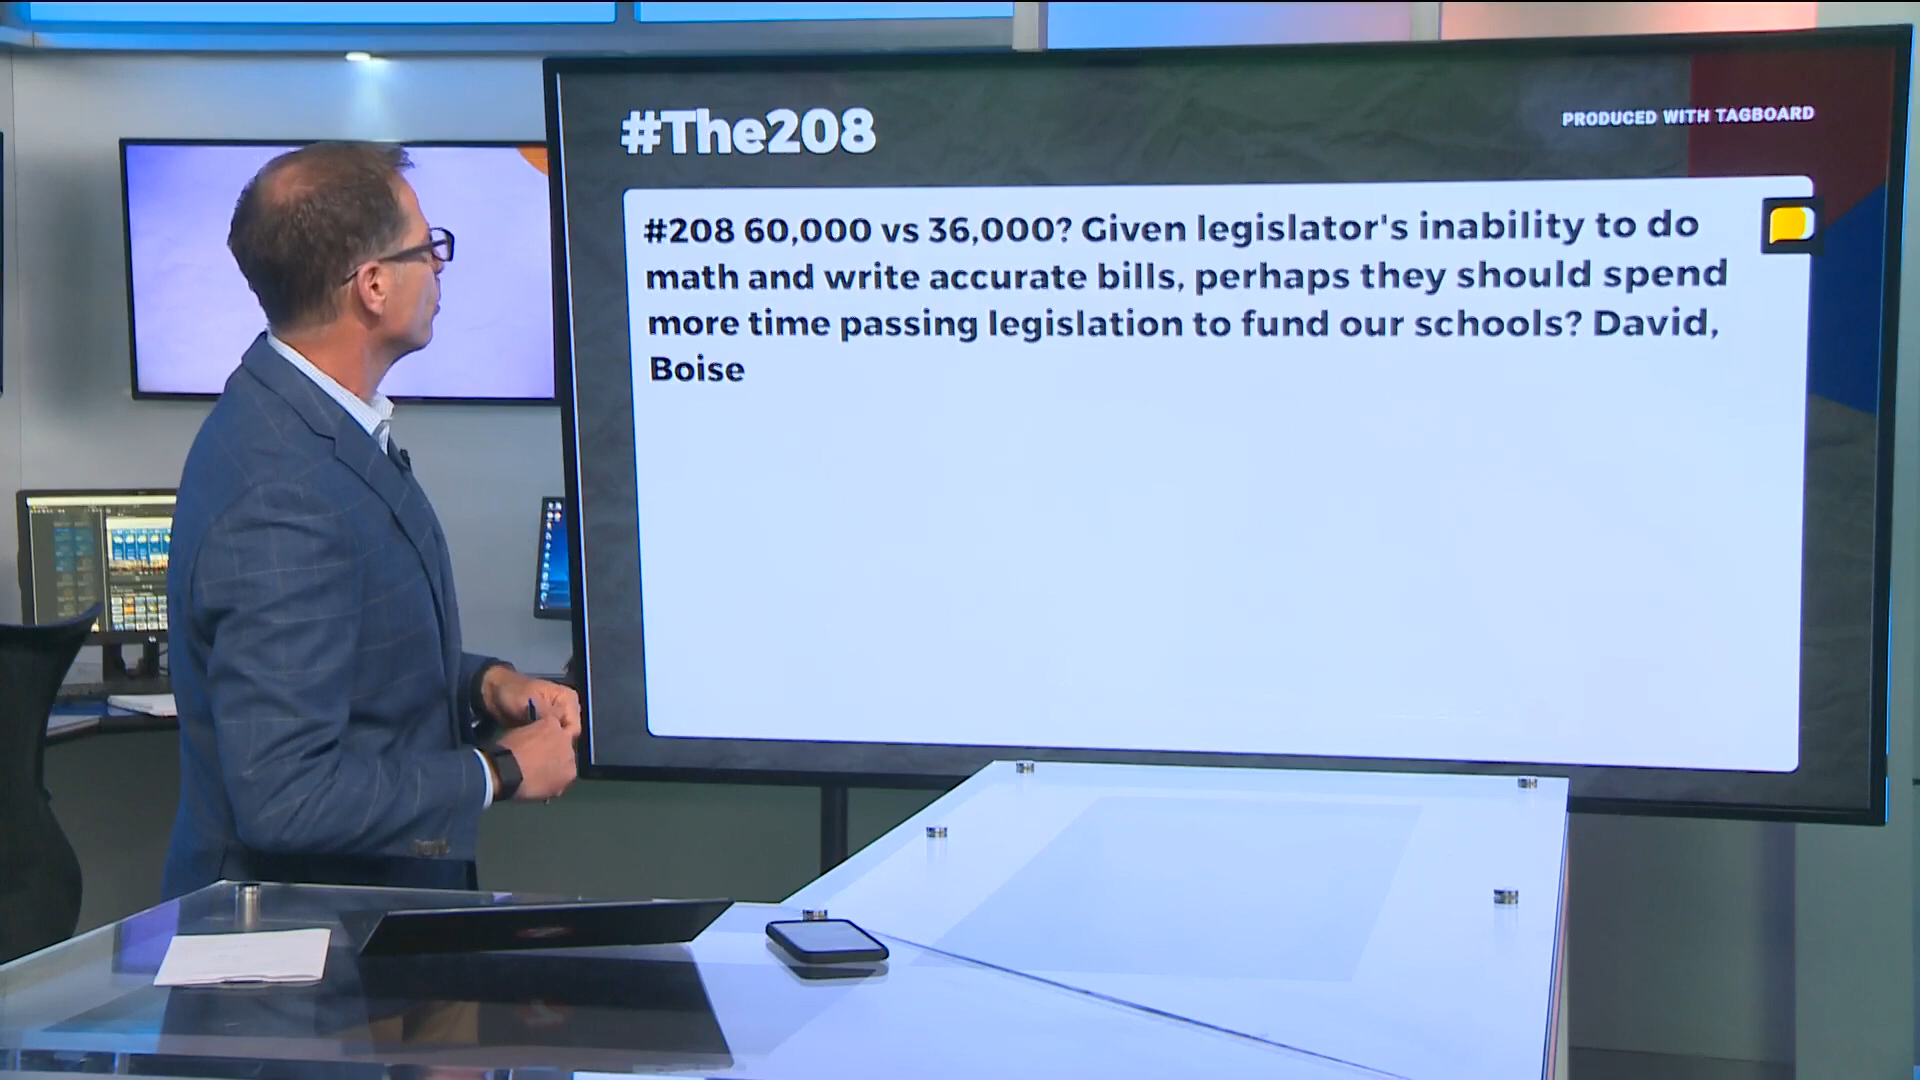 #The208
PRODUCED WITH TAGBOARD
#208 60,000 vs 36,000? Given legislator's inability to do
math and write accurate bills, perhaps they should spend
more time passing legislation to fund our schools? David,
Boise